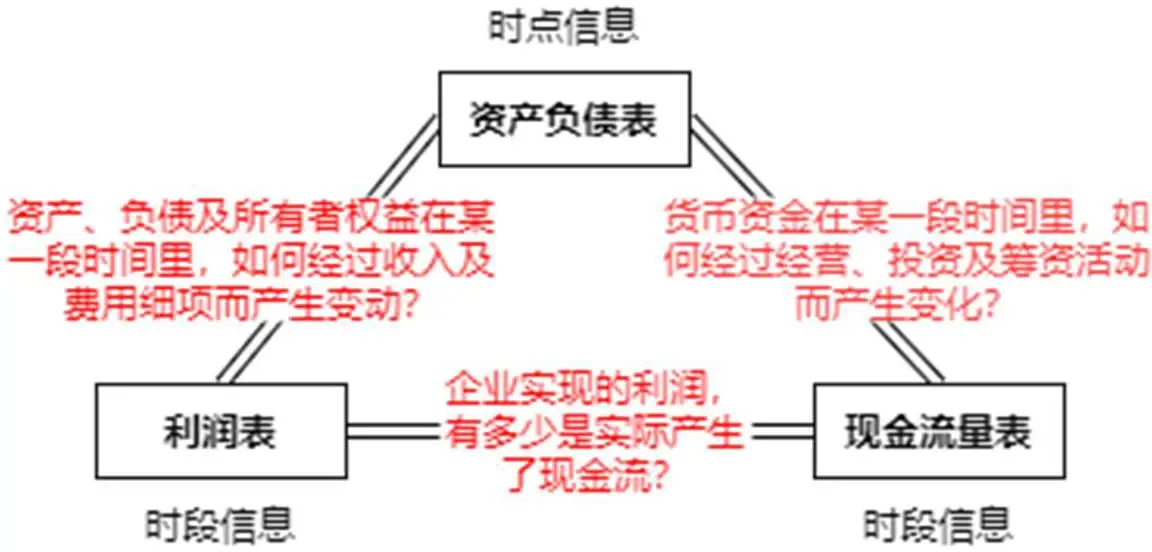 时点信息
资产负债表
资产、负债及所有者权益在某
一段时间里，如何经过收入及
费用细项而产生变动？
货币资金在某一段时间里，如
何经过经营、投资及筹资活动
而产生变化？
企业实现的利润，
有多少是实际产生
了现金流？
利润表
现金流量表
时段信息
时段信息